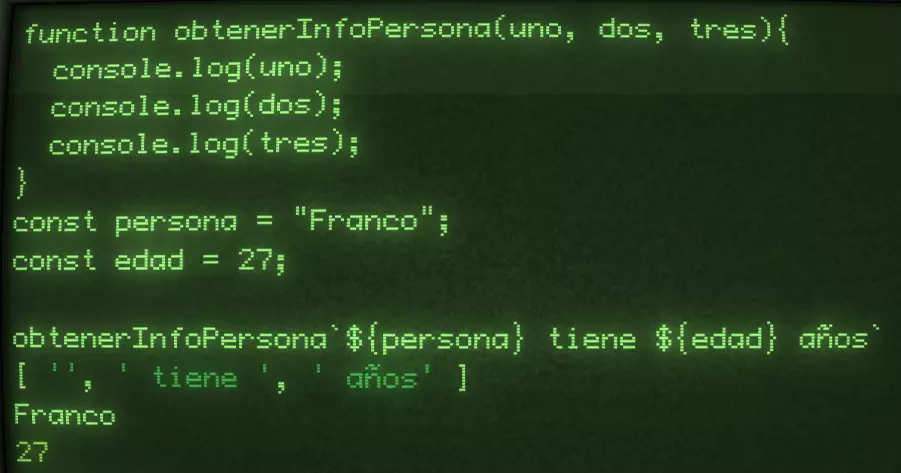 function obtenerInfoPersona(uno, dos, tres){
console.log(uno);
console.log(dos);
console.log(tres);
}
const persona = "Franco";
const edad = 27;
obtenerInfoPersona`${persona} tiene ${edad} años`
[ '', ' tiene ', ' años' ]
Franco
27